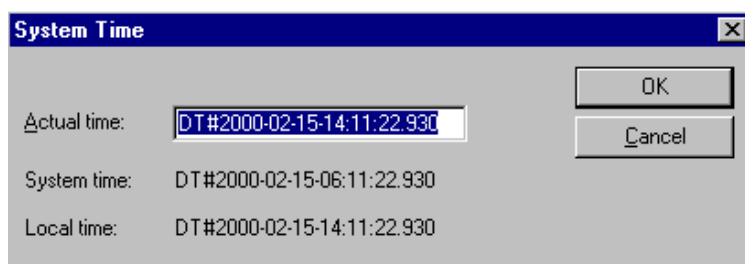 System Time
OK
Actual time: DT#2000-02-15-14:11:22.930
Cancel
System time: DT#2000-02-15-06:11:22.930
Local time: DT#2000-02-15-14:11:22.930